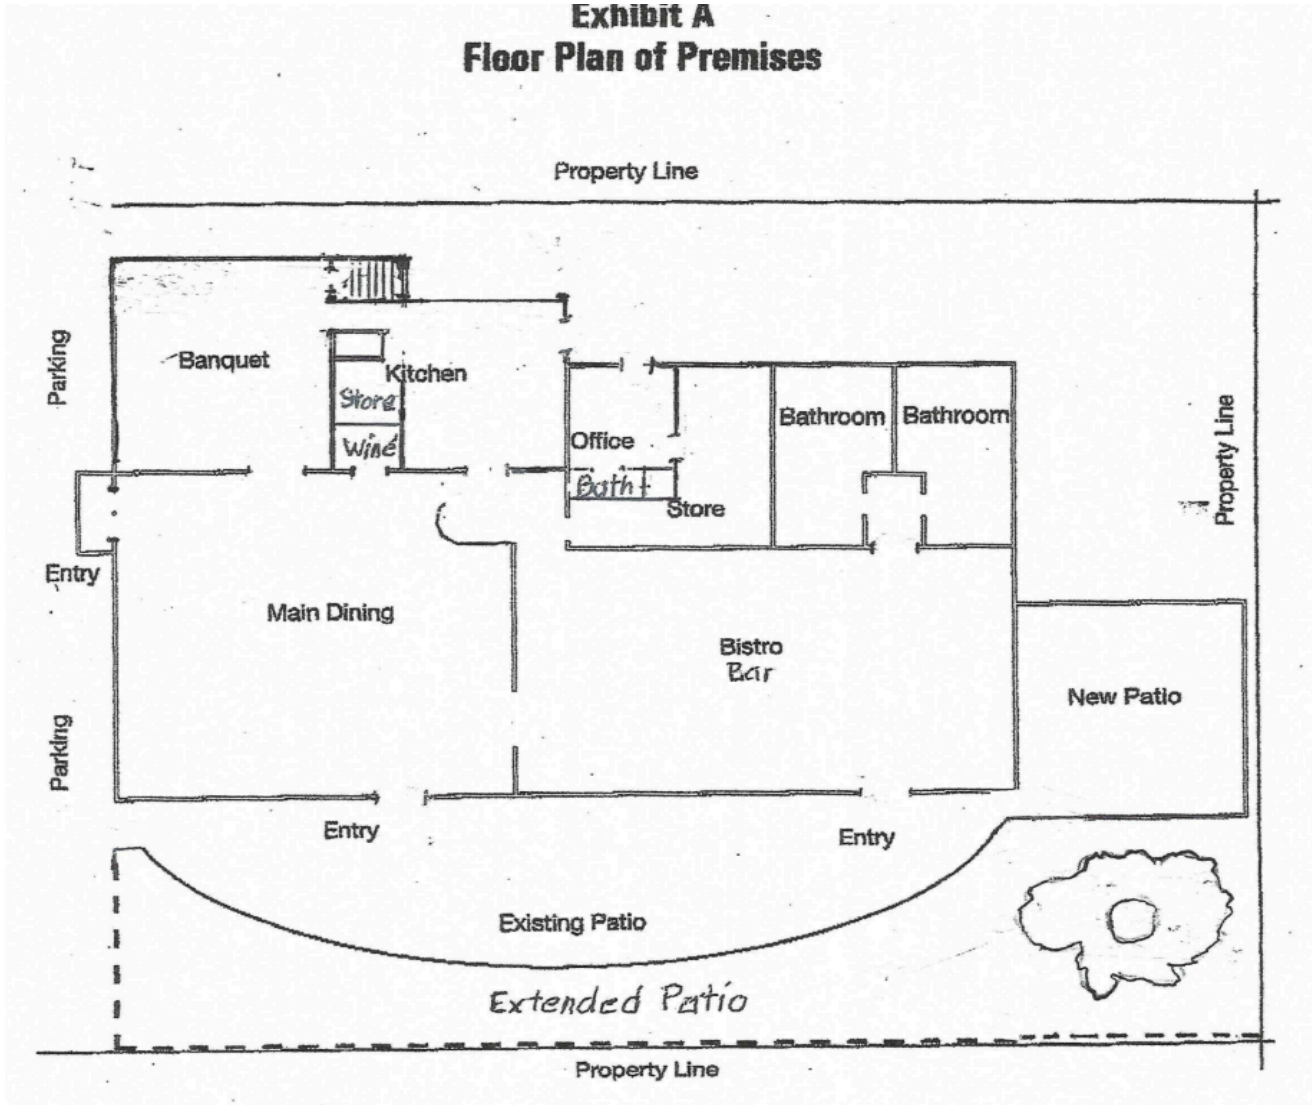 Exhibit A
Floor Plan of Premises
Property Line
Parking
Banquet
Kitchen
Store
Wine
Office
Bath
Store
Bathroom
Bathroom
Property Line
Entry
Main Dining
Bistro
Bar
New Patio
Parking
Entry
Entry
Existing Patio
Extended Patio
Property Line